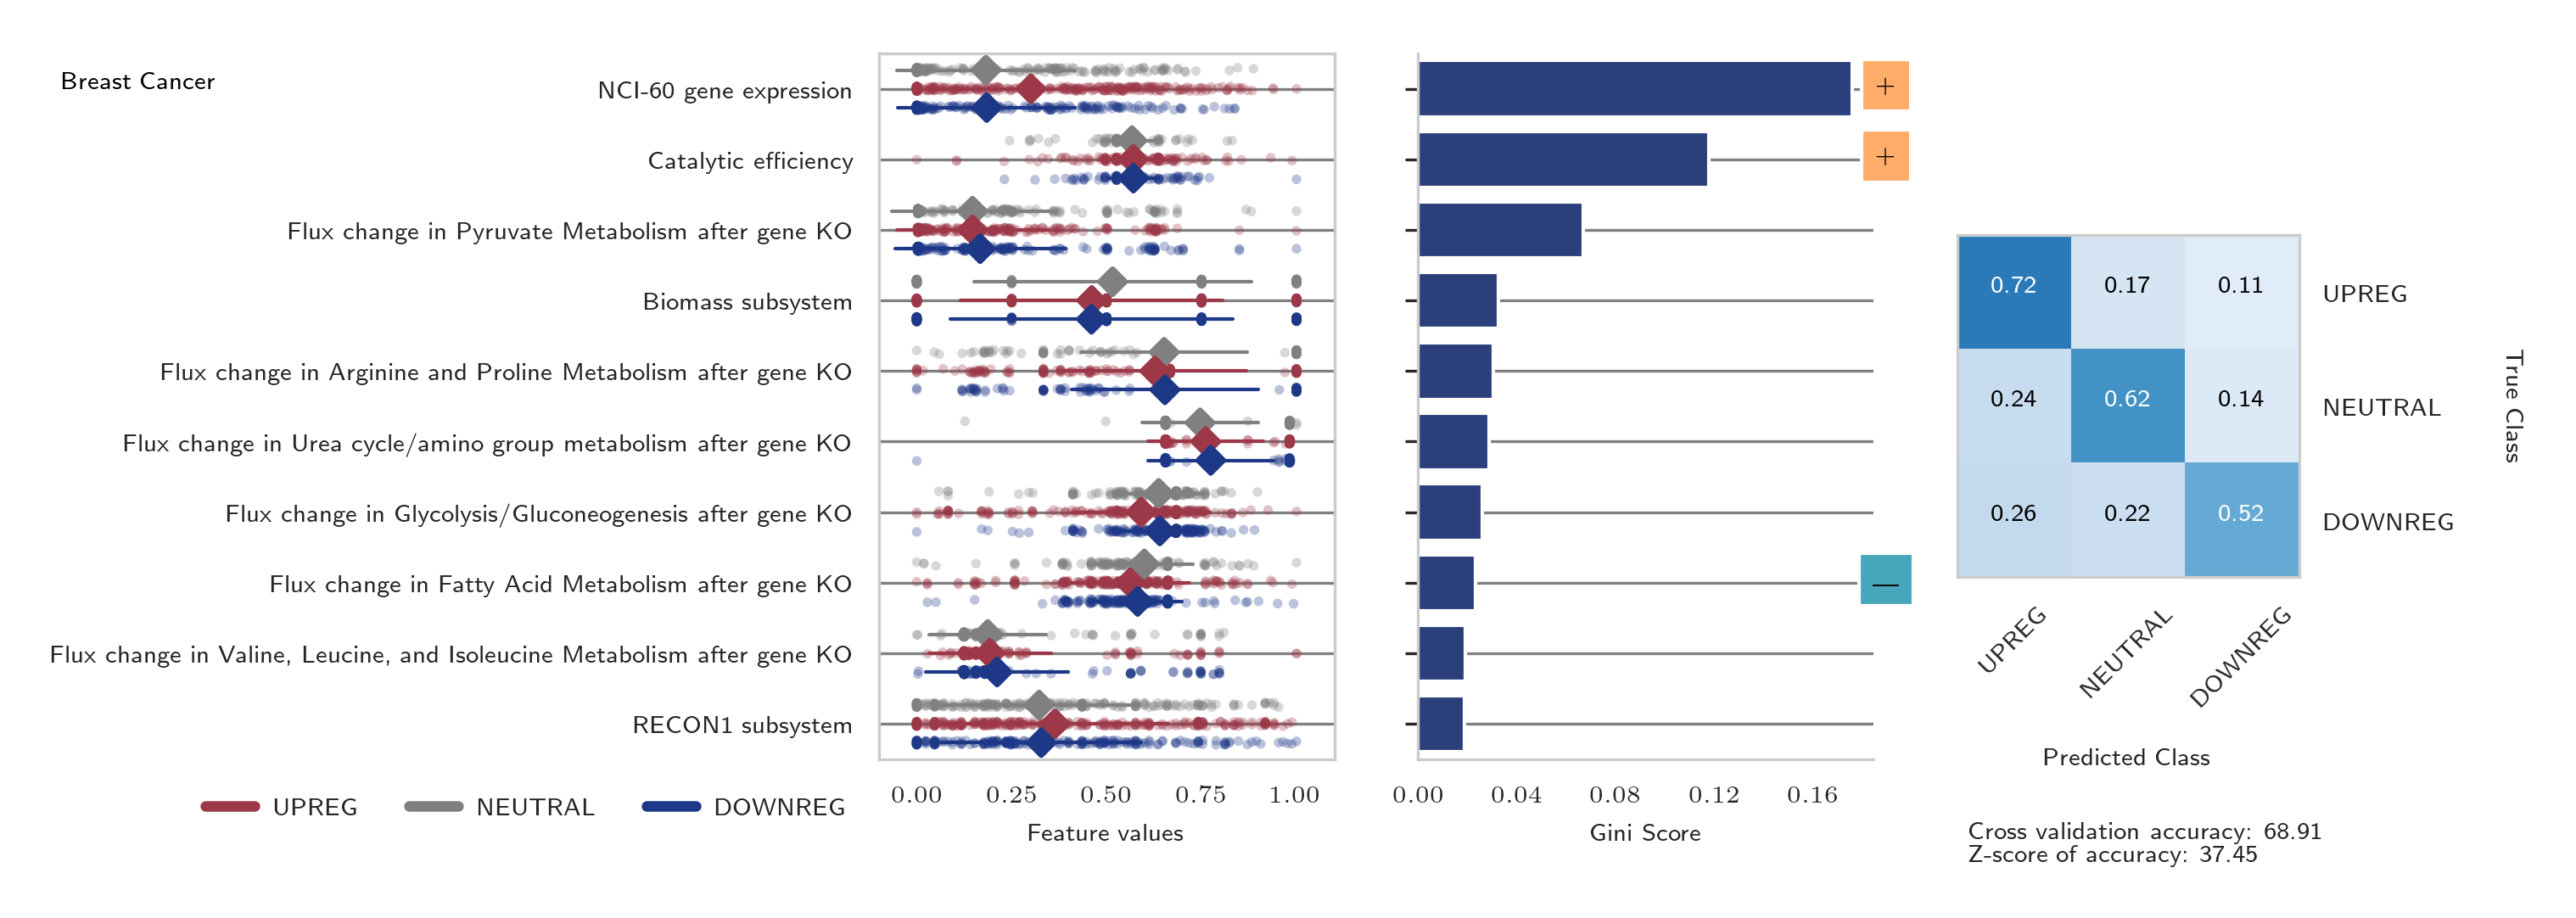 Breast Cancer
NCI-60 gene expression
Catalytic efficiency
Flux change in Pyruvate Metabolism after gene KO
Biomass subsystem
Flux change in Arginine and Proline Metabolism after gene KO
Flux change in Urea cycle/amino group metabolism after gene KO
Flux change in Glycolysis/Gluconeogenesis after gene KO
Flux change in Fatty Acid Metabolism after gene KO
Flux change in Valine, Leucine, and Isoleucine Metabolism after gene KO
RECON1 subsystem
UPREG NEUTRAL DOWNREG
0.00 0.25 0.50 0.75 1.00
Feature values
+
+
—
0.00 0.04 0.08 0.12 0.16
Gini Score
0.72 0.17 0.11 UPREG
0.24 0.62 0.14 NEUTRAL
0.26 0.22 0.52 DOWNREG
True Class
UPREG NEUTRAL DOWNREG
Predicted Class
Cross validation accuracy: 68.91
Z-score of accuracy: 37.45